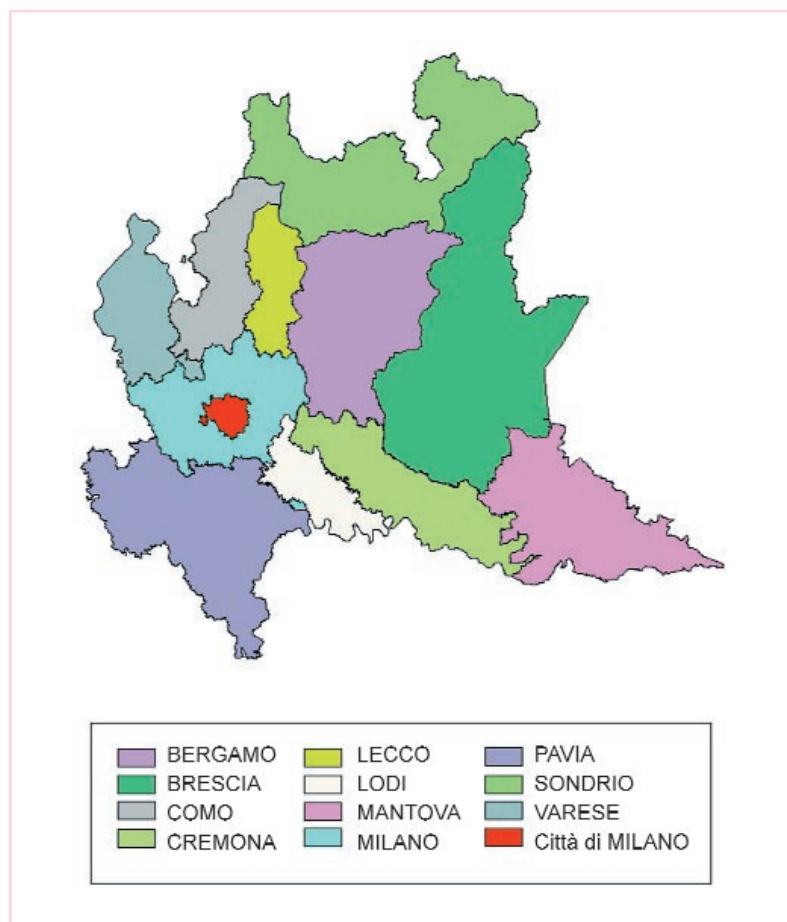 BERGAMO LECCO PAVIA
BRESCIA LODI SONDRIO
COMO MANTOVA VARESE
CREMONA MILANO Città di MILANO